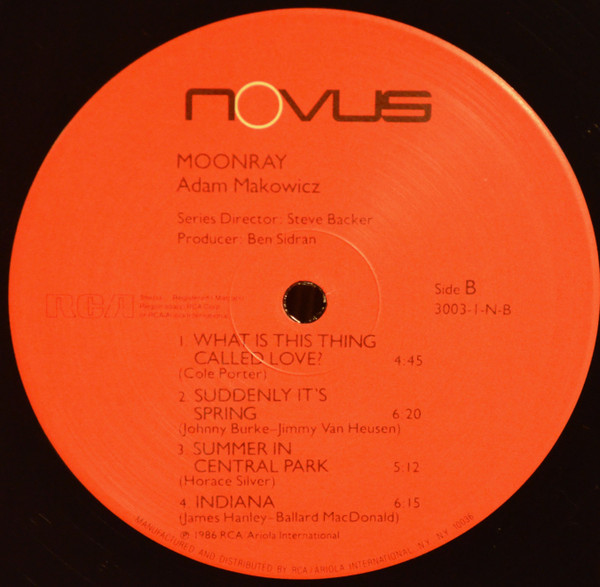 NOVUS
MOONRAY
Adam Makowicz
Series Director: Steve Backer
Producer: Ben Sidran
RCA
Side B
3003-1-N-B
1. WHAT IS THIS THING
CALLED LOVE? 4:45
(Cole Porter)
2. SUDDENLY IT'S
SPRING 6:20
(Johnny Burke–Jimmy Van Heusen)
3. SUMMER IN
CENTRAL PARK 5:12
(Horace Silver)
4. INDIANA 6:15
(James Hanley–Ballard MacDonald)
℗ 1986 RCA/Ariola International
MANUFACTURED AND DISTRIBUTED BY RCA/ARIOLA INTERNATIONAL, N.Y., N.Y. 10036